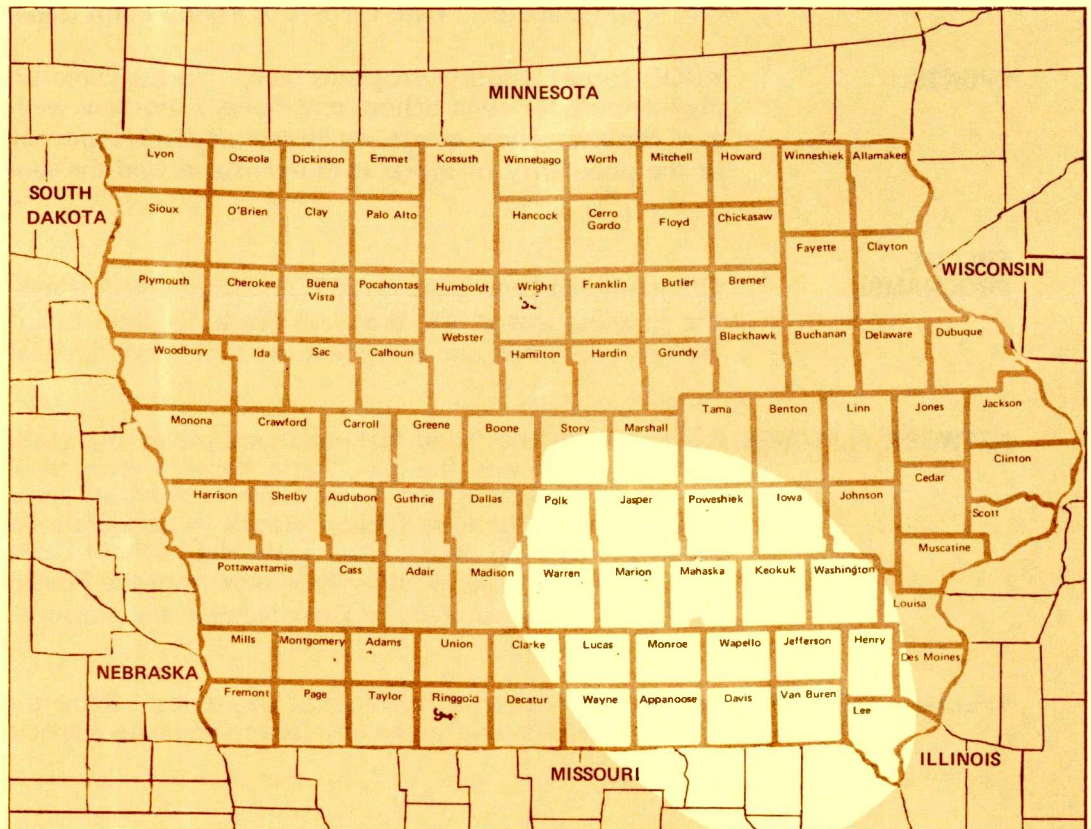 MINNESOTA
Lyon
Osceola
Dickinson
Emmet
Kossuth
Winnebago
Worth
Mitchell
Howard
Winneshiek
Allamakee
SOUTH
DAKOTA
Sioux
O'Brien
Clay
Palo Alto
Hancock
Cerro
Gordo
Floyd
Chickasaw
Fayette
Clayton
WISCONSIN
Plymouth
Cherokee
Buena
Vista
Pocahontas
Humboldt
Wright
Franklin
Butler
Bremer
Woodbury
Ida
Sac
Calhoun
Webster
Hamilton
Hardin
Grundy
Blackhawk
Buchanan
Delaware
Dubuque
Monona
Crawford
Carroll
Greene
Boone
Story
Marshall
Tama
Benton
Linn
Jones
Jackson
Clinton
Cedar
Harrison
Shelby
Audubon
Guthrie
Dallas
Polk
Jasper
Poweshiek
Iowa
Johnson
Scott
Muscatine
Pottawattamie
Cass
Adair
Madison
Warren
Marion
Mahaska
Keokuk
Washington
Louisa
Mills
Montgomery
Adams
Union
Clarke
Lucas
Monroe
Wapello
Jefferson
Henry
Des Moines
NEBRASKA
Fremont
Page
Taylor
Ringgold
Decatur
Wayne
Appanoose
Davis
Van Buren
Lee
MISSOURI
ILLINOIS